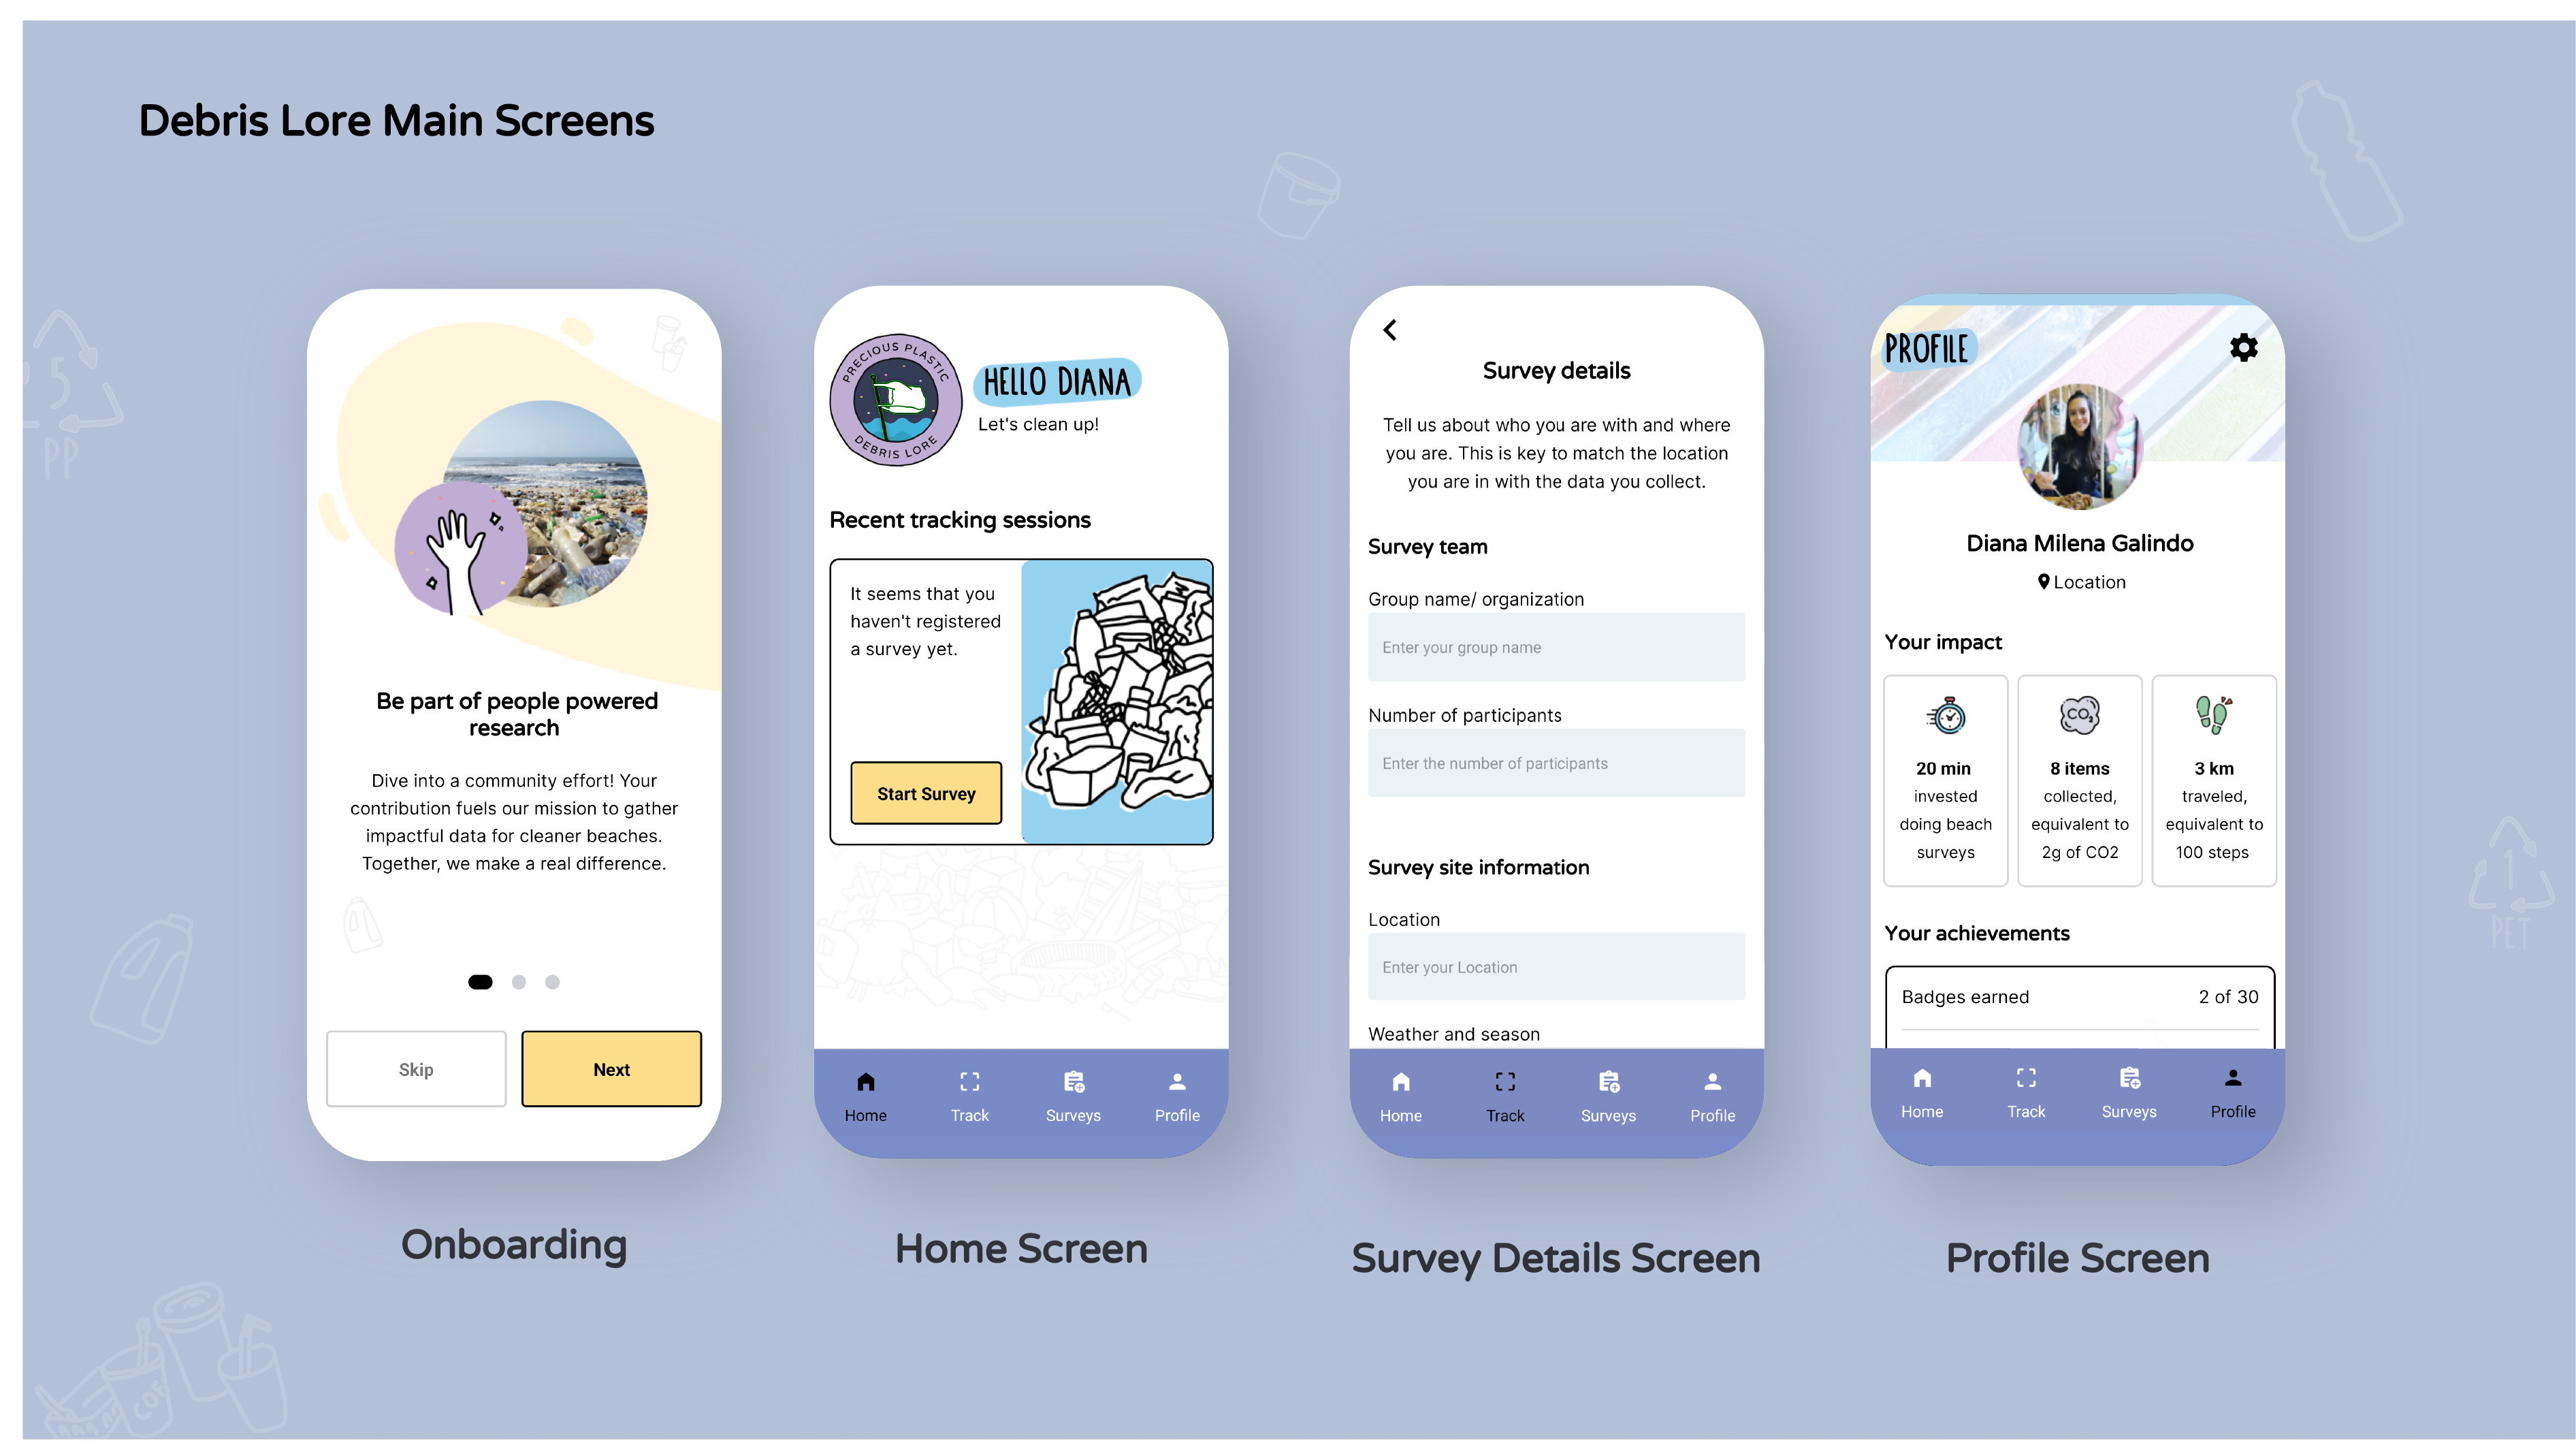 Debris Lore Main Screens
5
PP
Be part of people powered
research
Dive into a community effort! Your
contribution fuels our mission to gather
impactful data for cleaner beaches.
Together, we make a real difference.
Skip
Next
Onboarding
PRECIOUS PLASTIC
DEBRIS LORE
HELLO DIANA
Let's clean up!
Recent tracking sessions
It seems that you
haven't registered
a survey yet.
Start Survey
Home
Track
Surveys
Profile
Home Screen
Survey details
Tell us about who you are with and where
you are. This is key to match the location
you are in with the data you collect.
Survey team
Group name/ organization
Enter your group name
Number of participants
Enter the number of participants
Survey site information
Location
Enter your Location
Weather and season
Home
Track
Surveys
Profile
Survey Details Screen
PROFILE
Diana Milena Galindo
Location
Your impact
CO2
20 min
invested
doing beach
surveys
8 items
collected,
equivalent to
2g of CO2
3 km
traveled,
equivalent to
100 steps
Your achievements
Badges earned
2 of 30
Home
Track
Surveys
Profile
Profile Screen
1
PET
COF